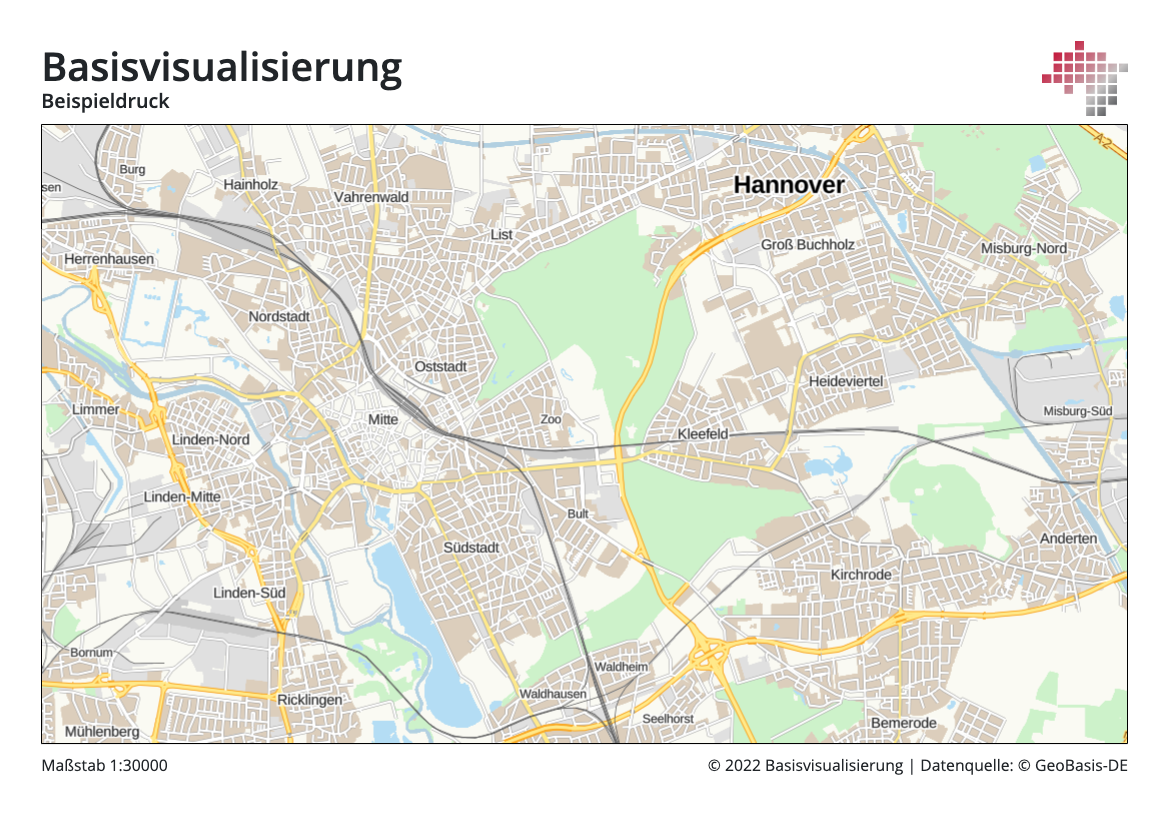 Basisvisualisierung
Beispieldruck
A2
Burg
sen
Hainholz
Vahrenwald
Hannover
List
Groß Buchholz
Misburg-Nord
Herrenhausen
Nordstadt
Oststadt
Heideviertel
Limmer
Mitte
Zoo
Misburg-Süd
Linden-Nord
Kleefeld
Linden-Mitte
Bult
Südstadt
Anderten
Kirchrode
Linden-Süd
Bornum
Waldheim
Waldhausen
Ricklingen
Seelhorst
Bemerode
Mühlenberg
Maßstab 1:30000
© 2022 Basisvisualisierung | Datenquelle: © GeoBasis-DE